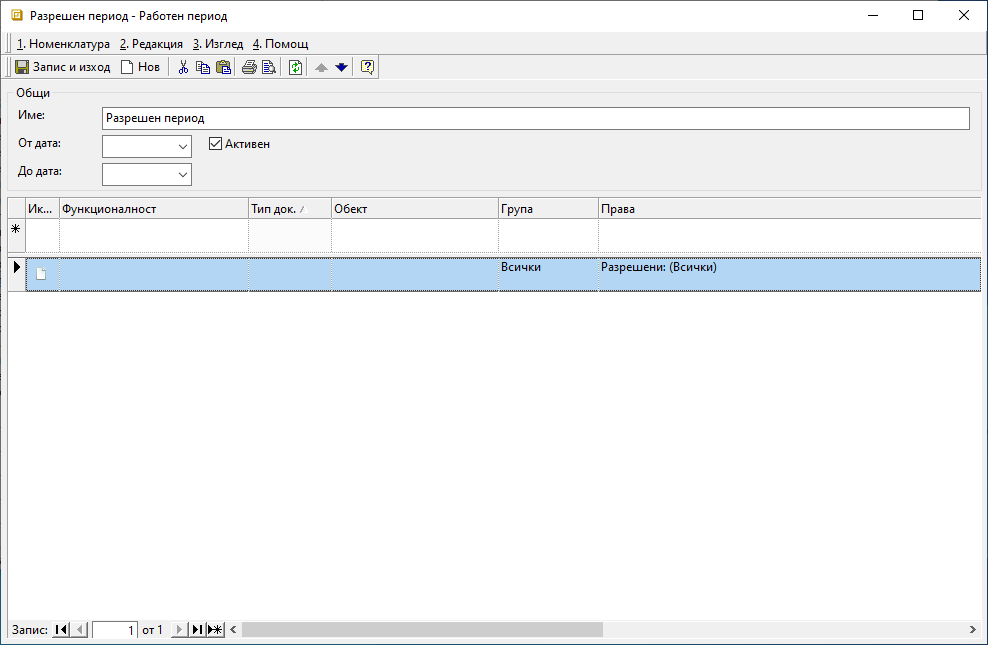 Разрешен период - Работен период
1. Номенклатура 2. Редакция 3. Изглед 4. Помощ
Запис и изход Нов
Общи
Име: Разрешен период
От дата: Активен
До дата:
Ик... Функционалност Тип док. Обект Група Права
Всички Разрешени: (Всички)
Запис: 1 от 1